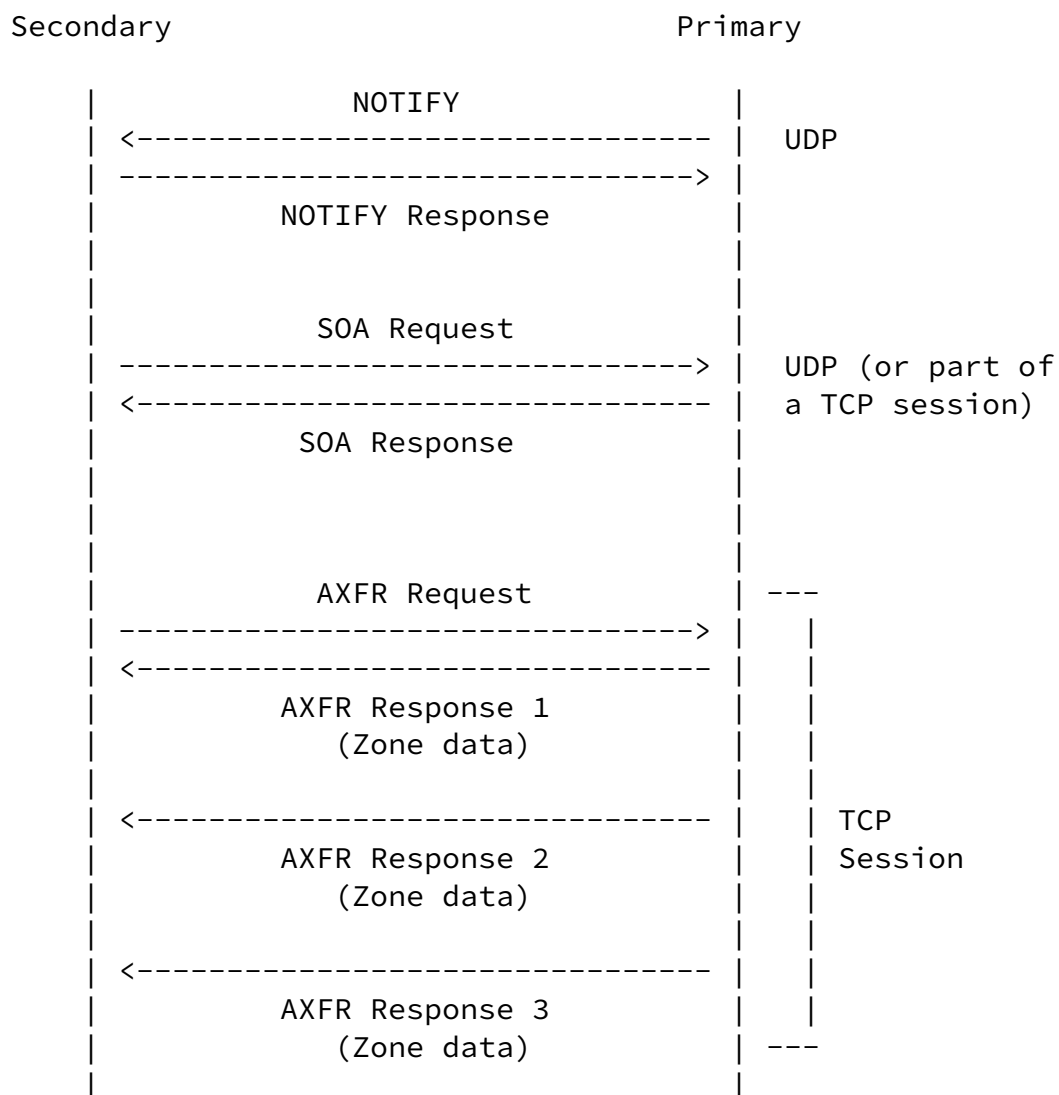 Secondary Primary
NOTIFY
UDP
NOTIFY Response
SOA Request
UDP (or part of
a TCP session)
SOA Response
AXFR Request
AXFR Response 1
(Zone data)
TCP
AXFR Response 2 Session
(Zone data)
AXFR Response 3
(Zone data)